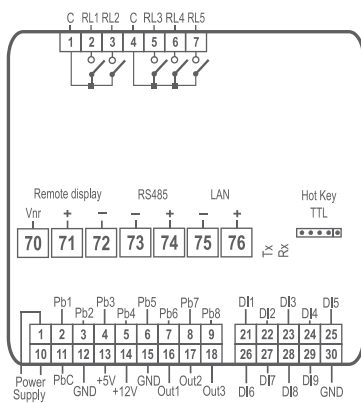 C RL1 RL2 C RL3 RL4 RL5
1 2 3 4 5 6 7
Remote display RS485 LAN Hot Key
TTL
Vnr + − − + − +
70 71 72 73 74 75 76
Tx
Rx
Pb1 Pb3 Pb5 Pb7
Pb2 Pb4 Pb6 Pb8
DI1 DI3 DI5
DI2 DI4
1 2 3 4 5 6 7 8 9
10 11 12 13 14 15 16 17 18
21 22 23 24 25
26 27 28 29 30
Power Supply
PbC +5V GND Out2
GND +12V Out1 Out3
DI6 DI7 DI8 DI9 GND